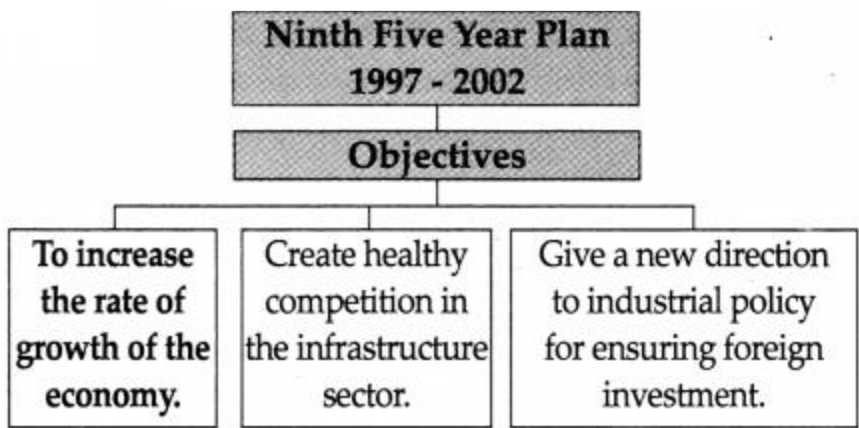 Ninth Five Year Plan
1997 - 2002
Objectives
To increase
the rate of
growth of the
economy.
Create healthy
competition in
the infrastructure
sector.
Give a new direction
to industrial policy
for ensuring foreign
investment.